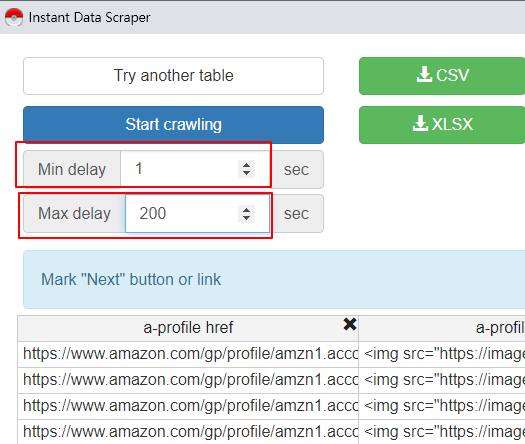 Instant Data Scraper
Try another table
CSV
Start crawling
XLSX
Min delay 1 sec
Max delay 200 sec
Mark "Next" button or link
a-profile href a-profil
https://www.amazon.com/gp/profile/amzn1.acco <img src="https://image
https://www.amazon.com/gp/profile/amzn1.acco <img src="https://image
https://www.amazon.com/gp/profile/amzn1.acco <img src="https://image
https://www.amazon.com/gp/profile/amzn1.acco <img src="https://image